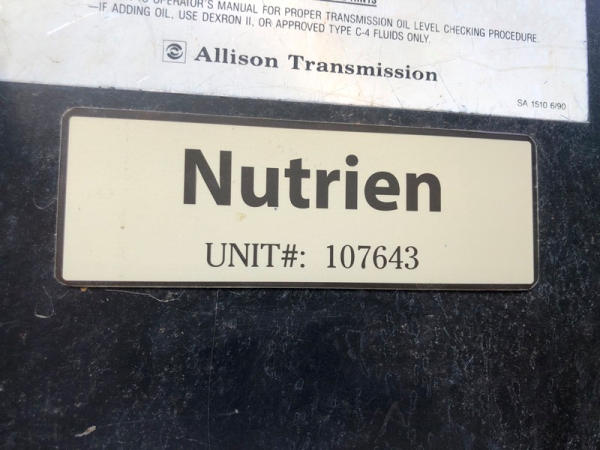 OPERATOR'S MANUAL FOR PROPER TRANSMISSION OIL LEVEL CHECKING PROCEDURE.
—IF ADDING OIL, USE DEXRON II, OR APPROVED TYPE C-4 FLUIDS ONLY.
Allison Transmission
SA 1510 6/90
Nutrien
UNIT#: 107643